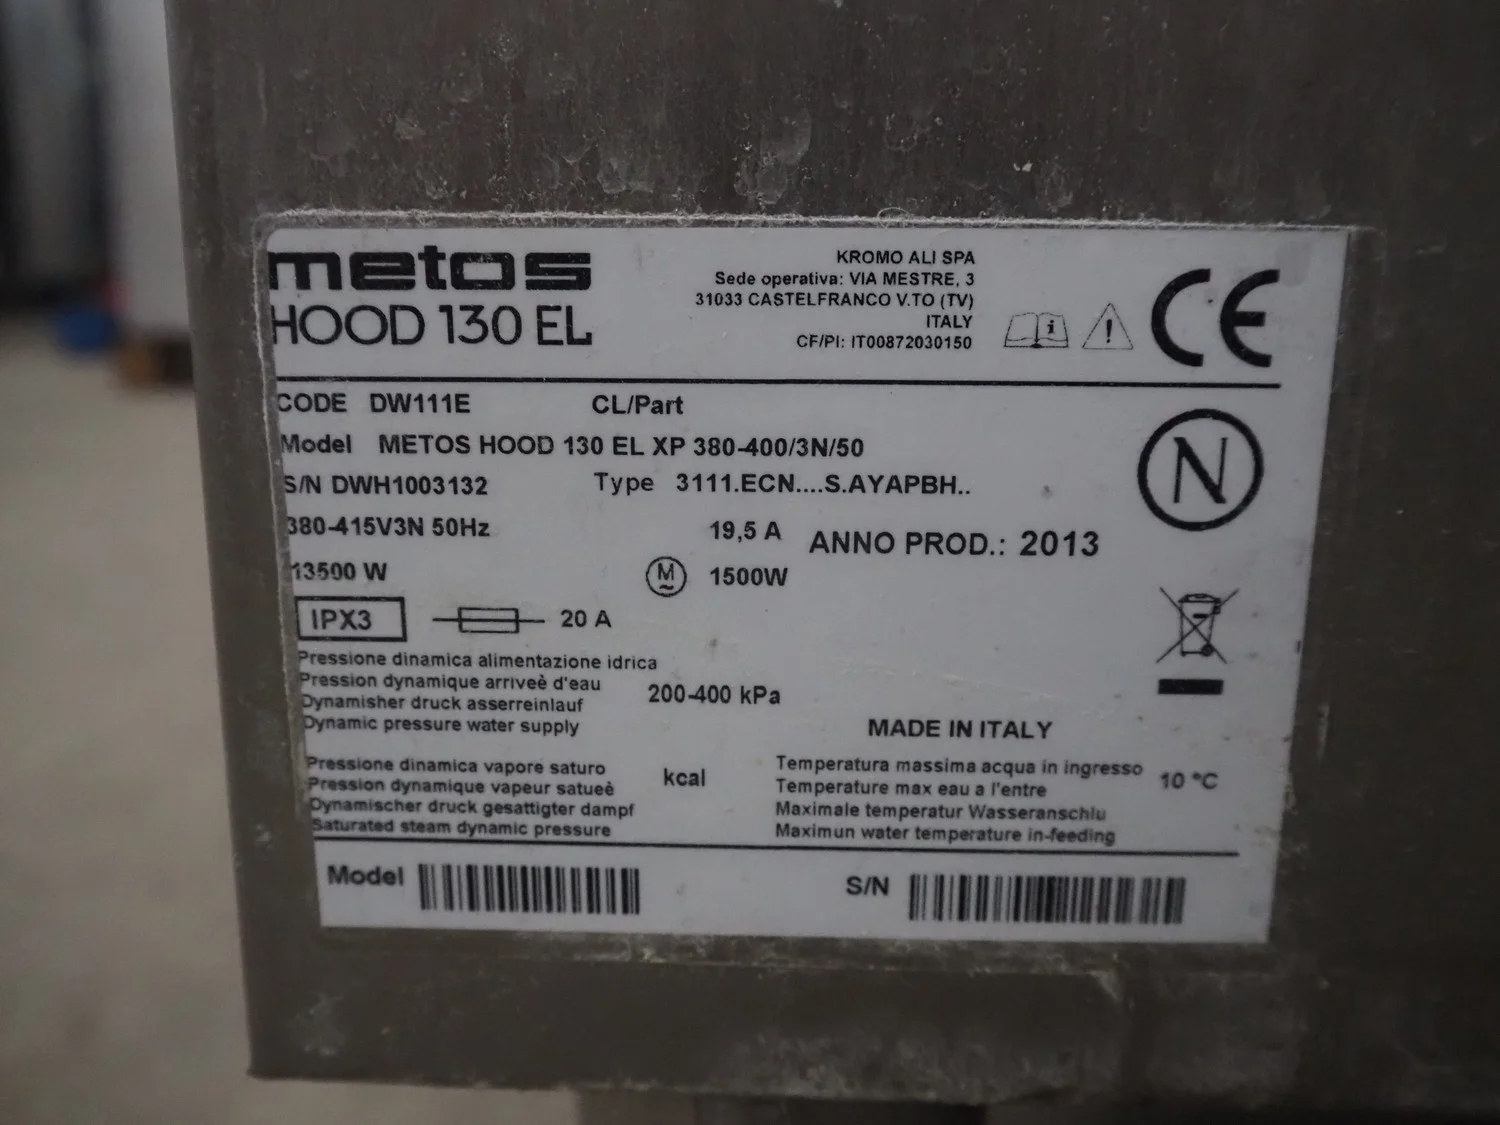 metos
HOOD 130 EL
KROMO ALI SPA
Sede operativa: VIA MESTRE, 3
31033 CASTELFRANCO V.TO (TV)
ITALY
CF/PI: IT00872030150
CE
CODE DW111E CL/Part
Model METOS HOOD 130 EL XP 380-400/3N/50
S/N DWH1003132 Type 3111.ECN....S.AYAPBH..
N
380-415V3N 50Hz 19,5 A ANNO PROD.: 2013
13500 W M 1500W
IPX3 20 A
Pressione dinamica alimentazione idrica
Pression dynamique arriveè d'eau
Dynamisher druck asserreinlauf
Dynamic pressure water supply
200-400 kPa
MADE IN ITALY
Pressione dinamica vapore saturo
Pression dynamique vapeur satueè
Dynamischer druck gesattigter dampf
Saturated steam dynamic pressure
kcal
Temperatura massima acqua in ingresso
Temperature max eau a l'entre
Maximale temperatur Wasseranschlu
Maximun water temperature in-feeding
10 °C
Model S/N